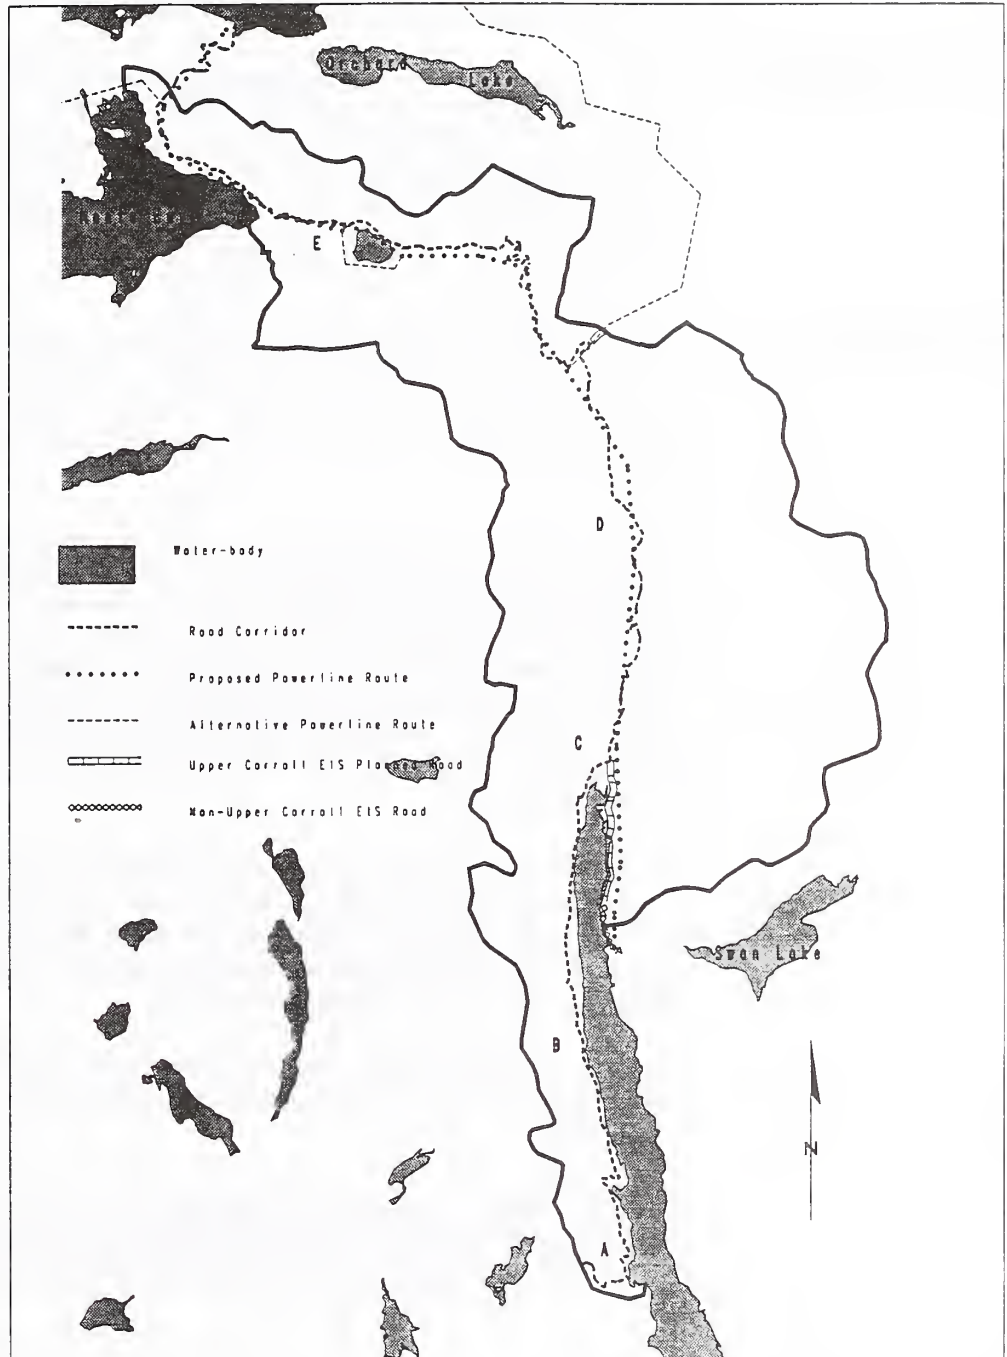 Orchard
Lake
E
D
Water-body
Road Corridor
Proposed Powerline Route
Alternative Powerline Route
C
Upper Carroll EIS Planned Road
Non-Upper Carroll EIS Road
Swan Lake
B
N
A